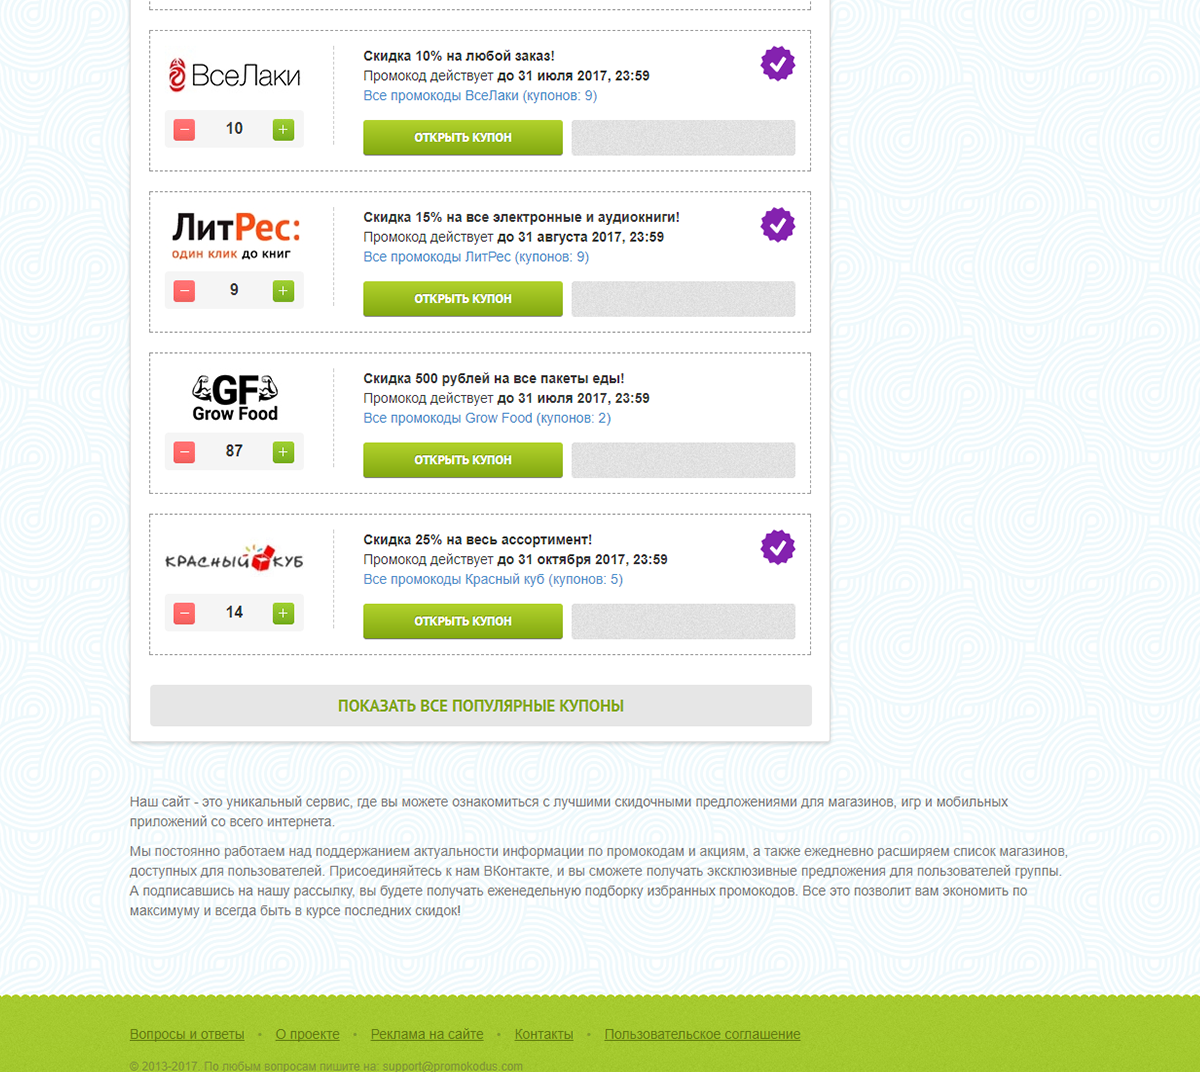 ВсеЛаки
− 10 +
Скидка 10% на любой заказ!
Промокод действует до 31 июля 2017, 23:59
Все промокоды ВсеЛаки (купонов: 9)
ОТКРЫТЬ КУПОН
ЛитРес:
один клик до книг
− 9 +
Скидка 15% на все электронные и аудиокниги!
Промокод действует до 31 августа 2017, 23:59
Все промокоды ЛитРес (купонов: 9)
ОТКРЫТЬ КУПОН
GF
Grow Food
− 87 +
Скидка 500 рублей на все пакеты еды!
Промокод действует до 31 июля 2017, 23:59
Все промокоды Grow Food (купонов: 2)
ОТКРЫТЬ КУПОН
КРАСНЫЙ КУБ
− 14 +
Скидка 25% на весь ассортимент!
Промокод действует до 31 октября 2017, 23:59
Все промокоды Красный куб (купонов: 5)
ОТКРЫТЬ КУПОН
ПОКАЗАТЬ ВСЕ ПОПУЛЯРНЫЕ КУПОНЫ
Наш сайт - это уникальный сервис, где вы можете ознакомиться с лучшими скидочными предложениями для магазинов, игр и мобильных
приложений со всего интернета.
Мы постоянно работаем над поддержанием актуальности информации по промокодам и акциям, а также ежедневно расширяем список магазинов,
доступных для пользователей. Присоединяйтесь к нам ВКонтакте, и вы сможете получать эксклюзивные предложения для пользователей группы.
А подписавшись на нашу рассылку, вы будете получать еженедельную подборку избранных промокодов. Все это позволит вам экономить по
максимуму и всегда быть в курсе последних скидок!
Вопросы и ответы • О проекте • Реклама на сайте • Контакты • Пользовательское соглашение
© 2013-2017. По любым вопросам пишите на: support@promokodus.com